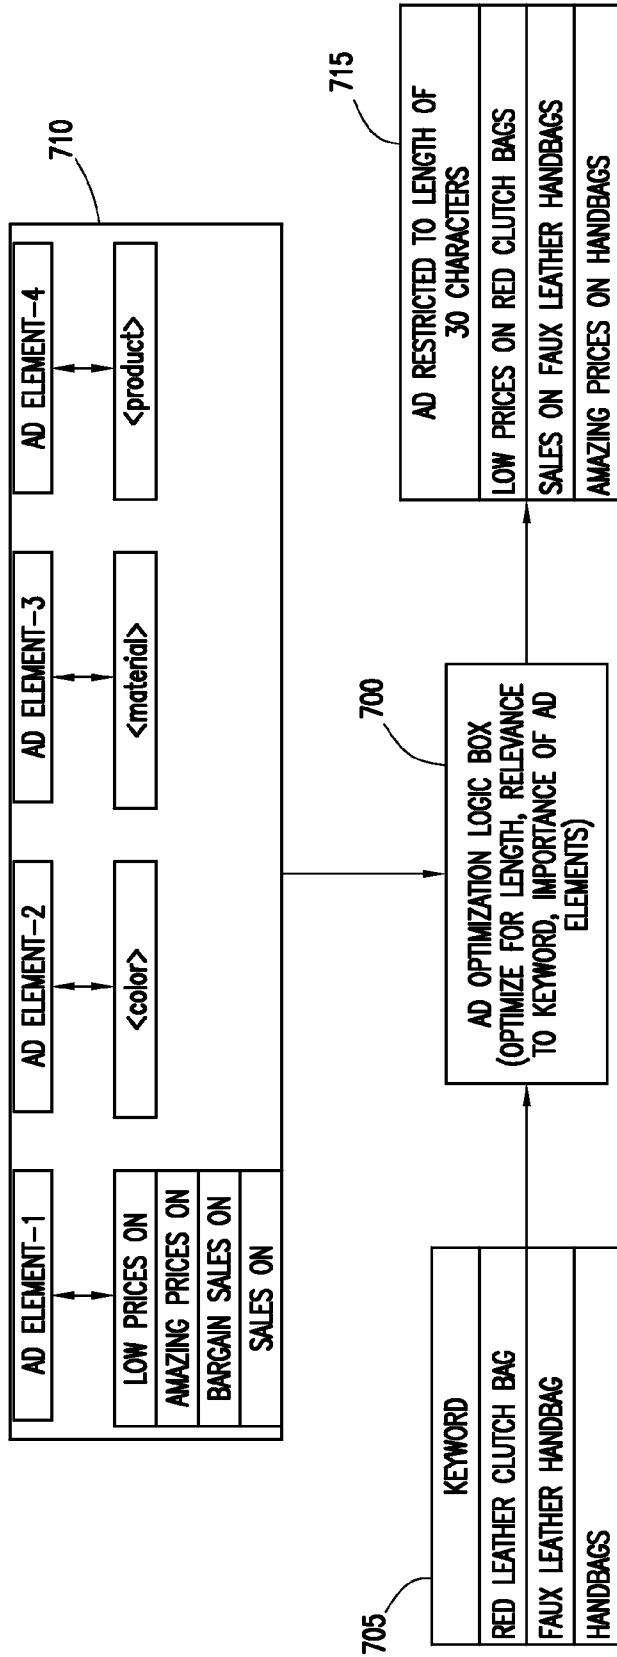 710
AD ELEMENT-1
AD ELEMENT-2
AD ELEMENT-3
AD ELEMENT-4
LOW PRICES ON
AMAZING PRICES ON
BARGAIN SALES ON
SALES ON
<color>
<material>
<product>
705
KEYWORD
RED LEATHER CLUTCH BAG
FAUX LEATHER HANDBAG
HANDBAGS
700
AD OPTIMIZATION LOGIC BOX
(OPTIMIZE FOR LENGTH, RELEVANCE
TO KEYWORD, IMPORTANCE OF AD
ELEMENTS)
715
AD RESTRICTED TO LENGTH OF
30 CHARACTERS
LOW PRICES ON RED CLUTCH BAGS
SALES ON FAUX LEATHER HANDBAGS
AMAZING PRICES ON HANDBAGS